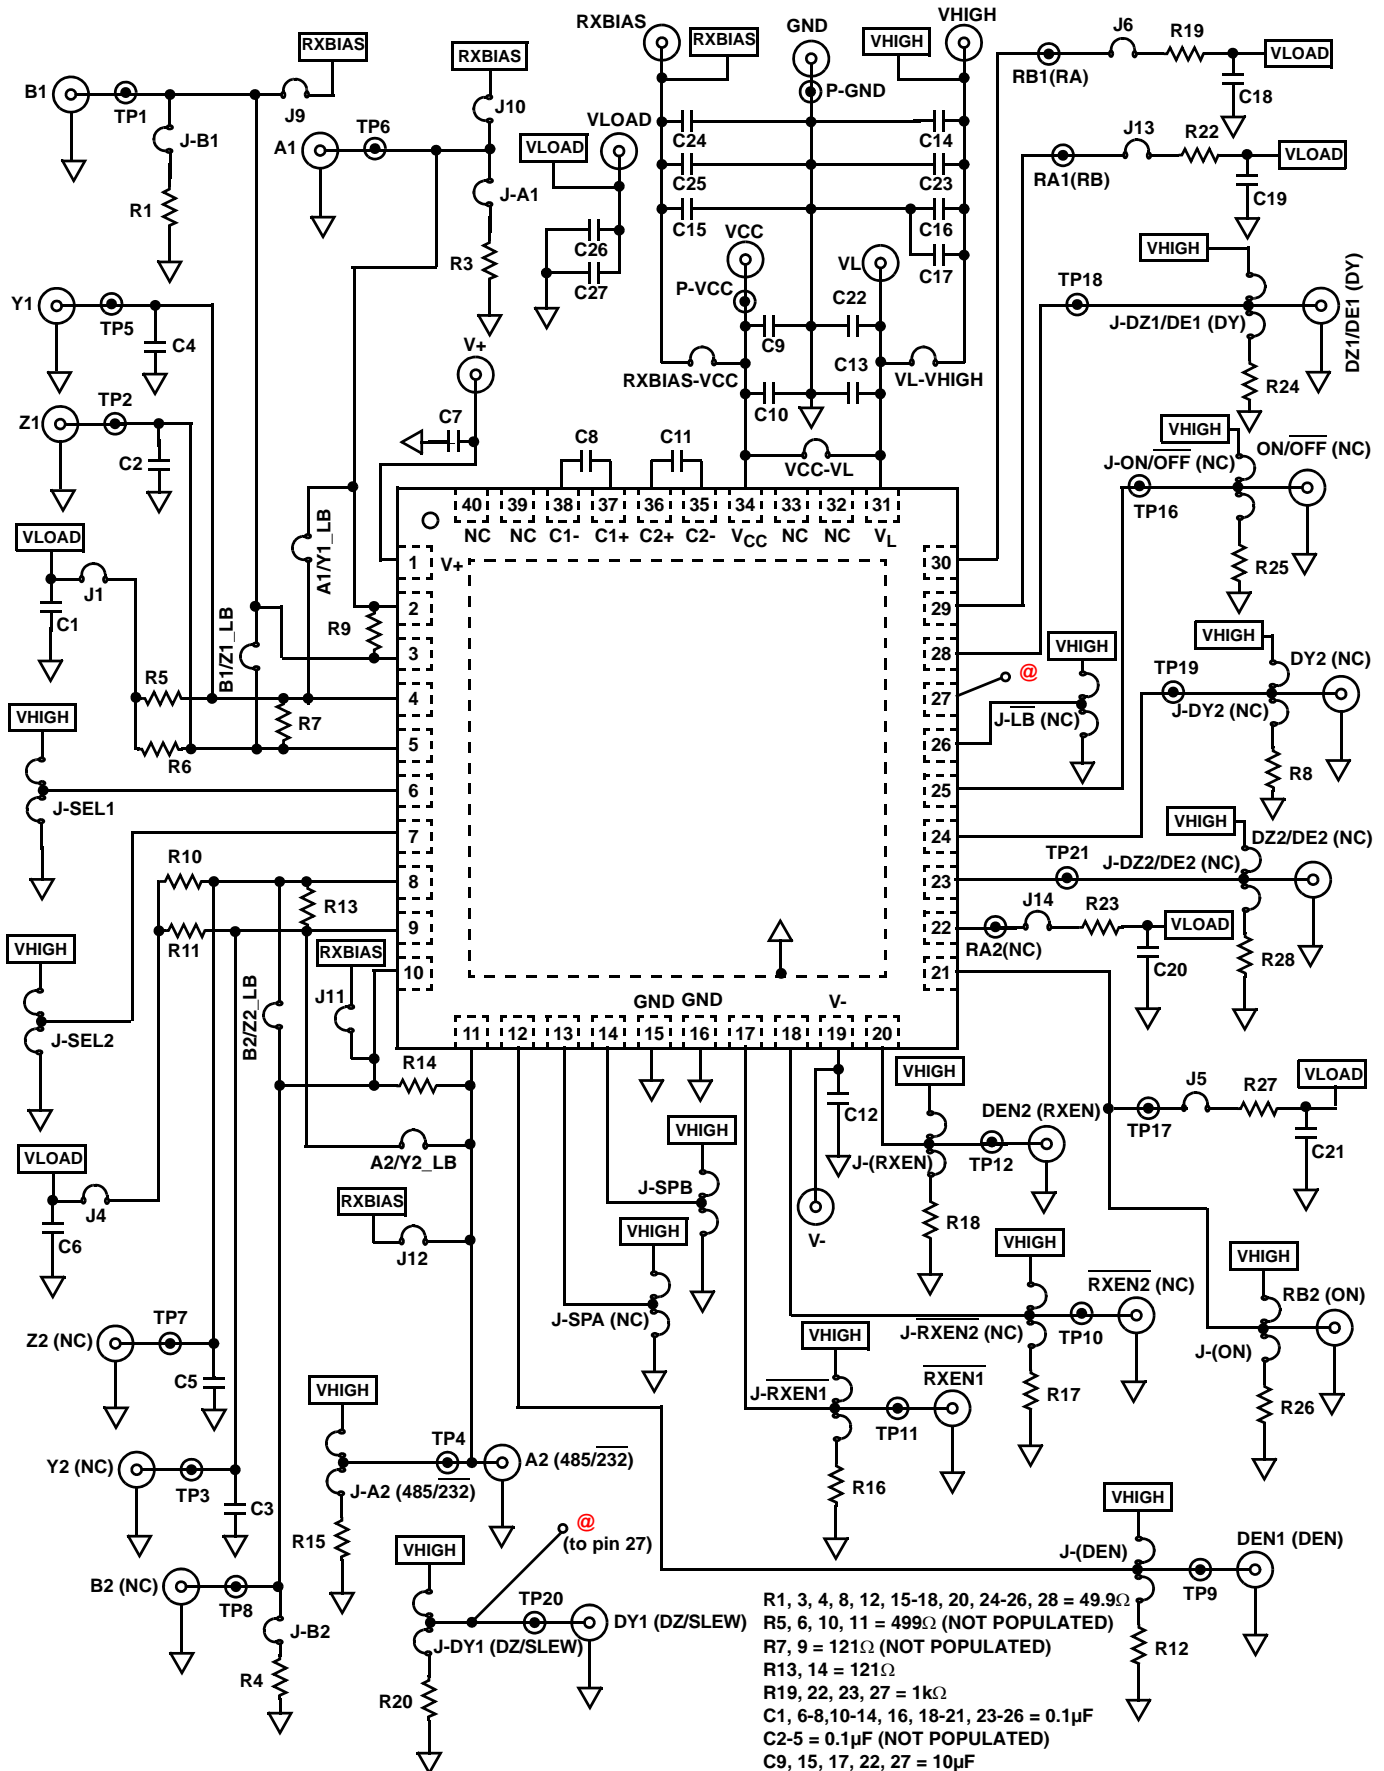 RXBIAS
GND
VHIGH
J6
R19
RXBIAS
RXBIAS
RXBIAS
VHIGH
VLOAD
B1
TP1
J9
J10
P-GND
RB1(RA)
C18
J-B1
A1
TP6
VLOAD
VLOAD
C24
C14
J13
R22
VLOAD
R1
J-A1
C25
C23
RA1(RB)
C19
R3
C26
C15
C16
VCC
VL
C17
VHIGH
C27
P-VCC
C22
TP18
DZ1/DE1 (DY)
Y1
TP5
C4
V+
C9
J-DZ1/DE1 (DY)
RXBIAS-VCC
C13
VL-VHIGH
R24
Z1
TP2
C7
C10
VHIGH
ON/OFF (NC)
C2
C8
C11
VCC-VL
J-ON/OFF (NC)
TP16
40 39 38 37 36 35 34 33 32 31
NC NC C1- C1+ C2+ C2- VCC NC NC VL
VLOAD
J1
A1/Y1_LB
1
V+
30
R25
C1
2
29
R9
B1/Z1_LB
3
28
VHIGH
VHIGH
DY2 (NC)
R5
4
27
@
TP19
VHIGH
R7
J-LB (NC)
J-DY2 (NC)
R6
5
26
R8
J-SEL1
6
25
7
24
VHIGH
DZ2/DE2 (NC)
R10
TP21
J-DZ2/DE2 (NC)
8
23
R13
J14
R23
R11
9
22
VLOAD
VHIGH
RXBIAS
RA2(NC)
C20
R28
10
21
J11
B2/Z2_LB
GND GND
V-
J-SEL2
11 12 13 14 15 16 17 18 19 20
R14
VHIGH
J5
R27
VLOAD
C12
DEN2 (RXEN)
VHIGH
TP17
C21
VLOAD
A2/Y2_LB
J-(RXEN)
TP12
J4
RXBIAS
J-SPB
C6
J12
VHIGH
V-
R18
VHIGH
VHIGH
RXEN2 (NC)
RB2 (ON)
TP7
J-SPA (NC)
Z2 (NC)
J-RXEN2 (NC)
TP10
VHIGH
J-(ON)
C5
VHIGH
J-RXEN1
RXEN1
R17
R26
TP4
A2 (485/232)
TP11
Y2 (NC)
TP3
J-A2 (485/232)
C3
R16
VHIGH
R15
@
(to pin 27)
VHIGH
J-(DEN)
DEN1 (DEN)
B2 (NC)
TP8
TP9
TP20
DY1 (DZ/SLEW)
J-B2
J-DY1 (DZ/SLEW)
R12
R4
R20
R1, 3, 4, 8, 12, 15-18, 20, 24-26, 28 = 49.9Ω
R5, 6, 10, 11 = 499Ω (NOT POPULATED)
R7, 9 = 121Ω (NOT POPULATED)
R13, 14 = 121Ω
R19, 22, 23, 27 = 1kΩ
C1, 6-8,10-14, 16, 18-21, 23-26 = 0.1µF
C2-5 = 0.1µF (NOT POPULATED)
C9, 15, 17, 22, 27 = 10µF